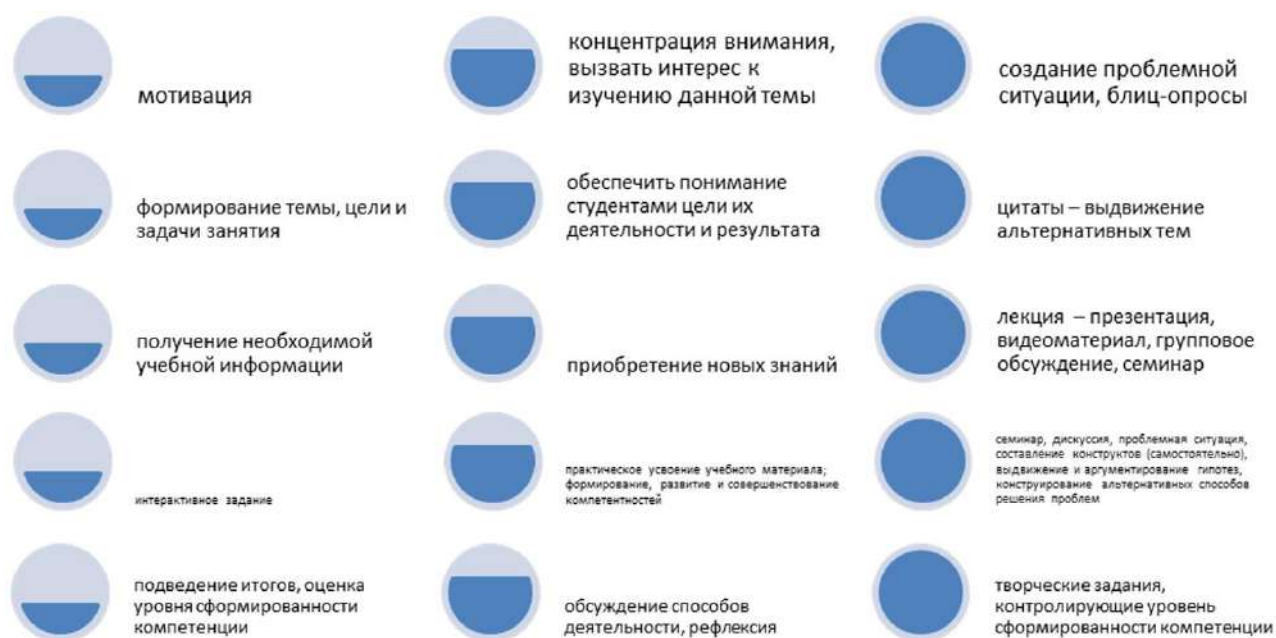 мотивация
концентрация внимания,
вызвать интерес к
изучению данной темы
создание проблемной
ситуации, блиц-опросы
формирование темы, цели и
задачи занятия
обеспечить понимание
студентами цели их
деятельности и результата
цитаты – выдвижение
альтернативных тем
получение необходимой
учебной информации
приобретение новых знаний
лекция – презентация,
видеоматериал, групповое
обсуждение, семинар
интерактивное задание
практическое усвоение учебного материала;
формирование, развитие и совершенствование
компетентностей
семинар, дискуссия, проблемная ситуация,
составление конструктов (самостоятельно),
выдвижение и аргументирование гипотез,
конструирование альтернативных способов
решения проблем
подведение итогов, оценка
уровня сформированности
компетенции
обсуждение способов
деятельности, рефлексия
творческие задания,
контролирующие уровень
сформированности компетенции